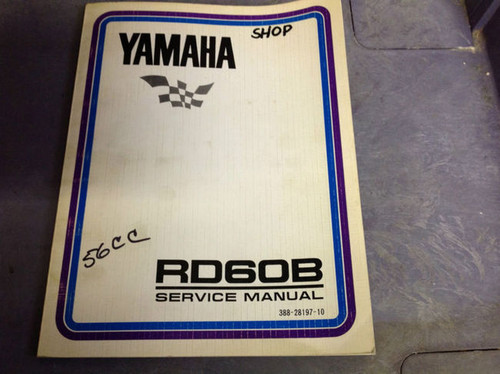 SHOP
YAMAHA
56CC
RD60B
SERVICE MANUAL
388-28197-10